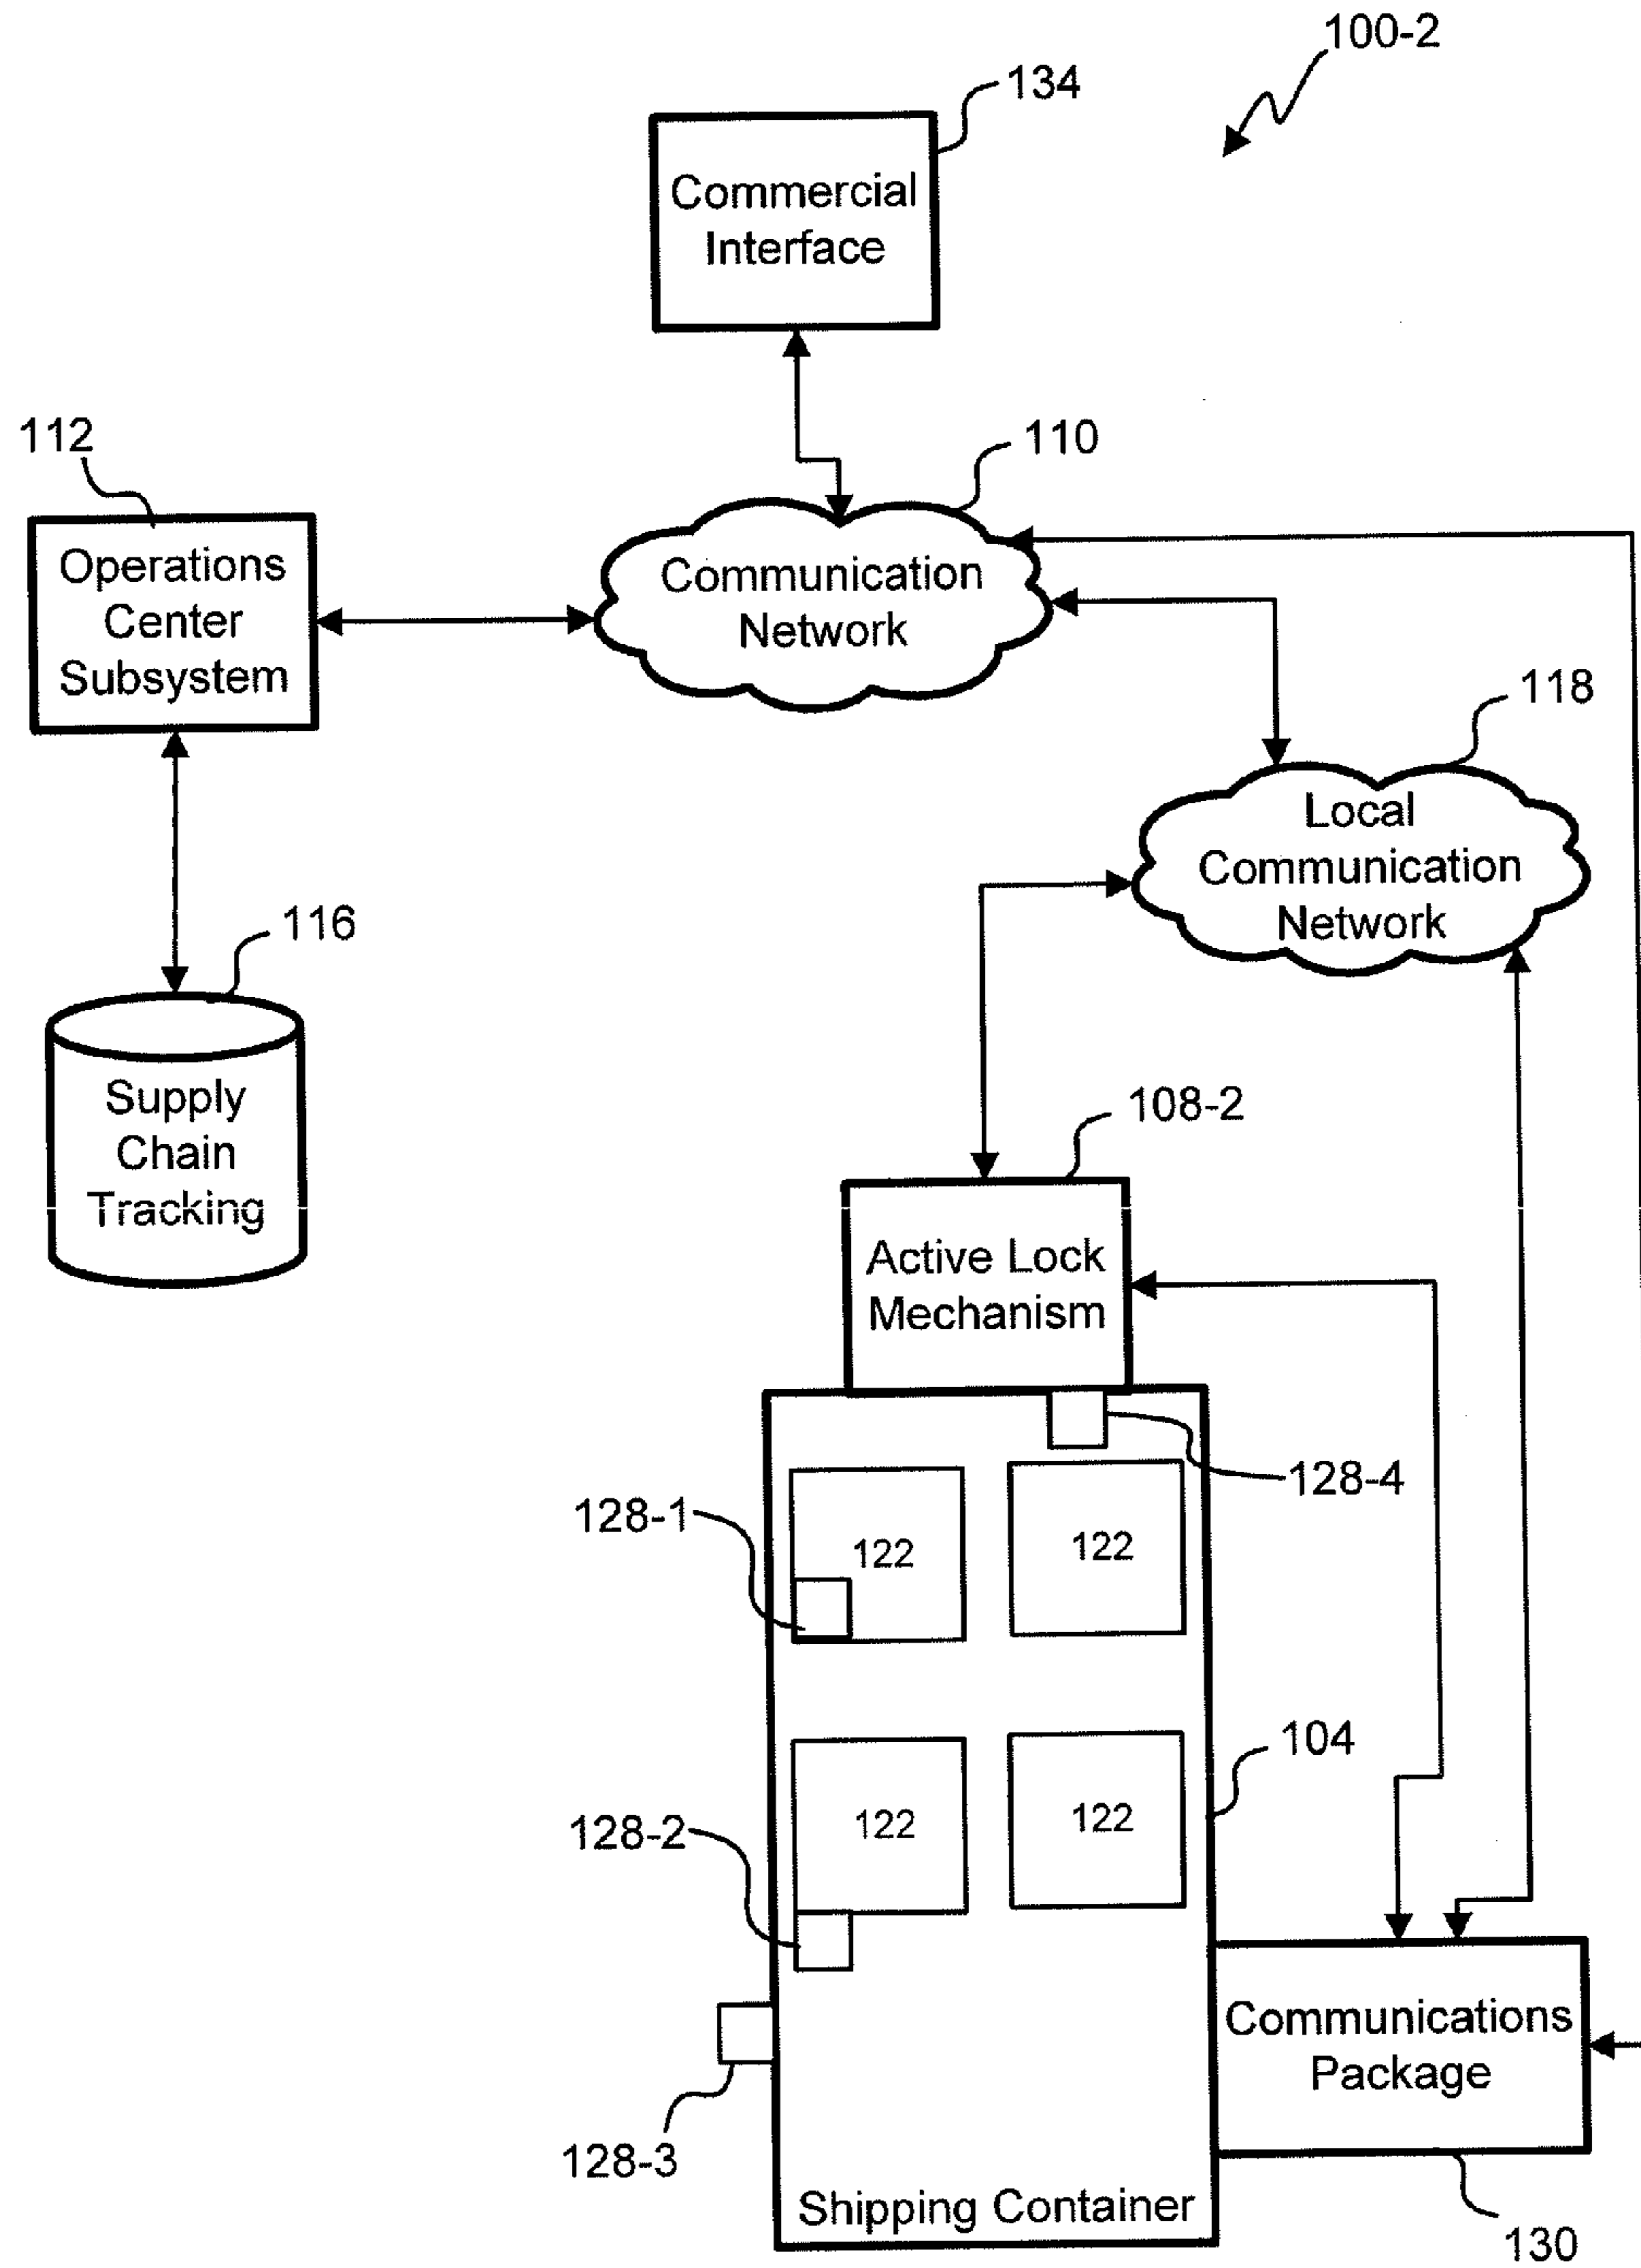 100-2
134
Commercial
Interface
112
110
Operations
Center
Subsystem
Communication
Network
118
Local
Communication
Network
116
Supply
Chain
Tracking
108-2
Active Lock
Mechanism
128-4
128-1
122
122
104
128-2
122
122
Communications
Package
128-3
Shipping Container
130